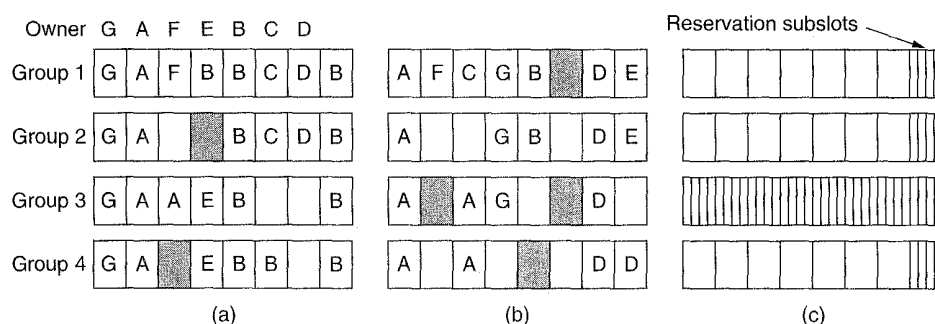 Reservation subslots
Owner G A F E B C D
Group 1 G A F B B C D B A F C G B D E
Group 2 G A B C D B A G B D E
Group 3 G A A E B B A A G D
Group 4 G A E B B B A A D D
(a) (b) (c)